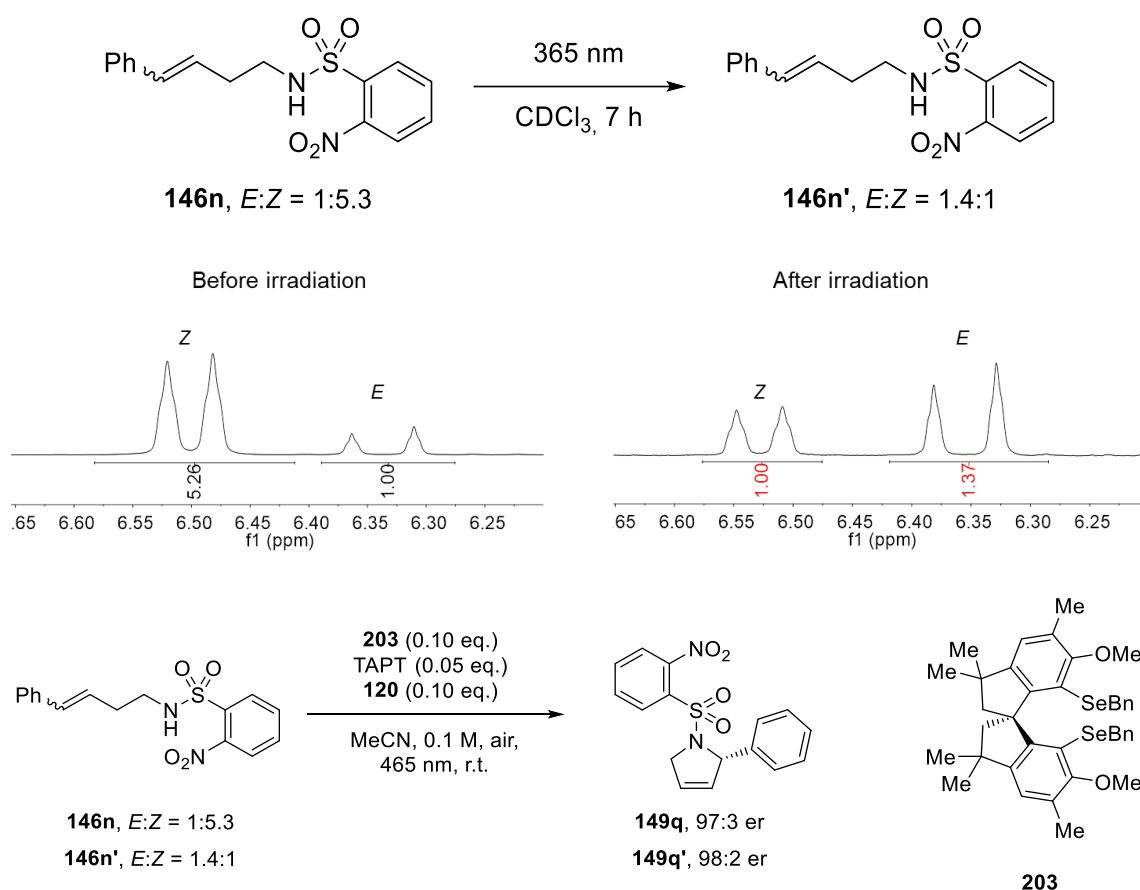 Ph
N
H
S
O O
O₂N
146n, E:Z = 1:5.3
365 nm
CDCl₃, 7 h
Ph
N
H
S
O O
O₂N
146n', E:Z = 1.4:1
Before irradiation
After irradiation
Z
E
5.26
1.00
.65 6.60 6.55 6.50 6.45 6.40 6.35 6.30 6.25
f1 (ppm)
Z
E
1.00
1.37
65 6.60 6.55 6.50 6.45 6.40 6.35 6.30 6.25
f1 (ppm)
Ph
N
H
S
O O
O₂N
146n, E:Z = 1:5.3
146n', E:Z = 1.4:1
203 (0.10 eq.)
TAPT (0.05 eq.)
120 (0.10 eq.)
MeCN, 0.1 M, air,
465 nm, r.t.
NO₂
S
O
O
N
149q, 97:3 er
149q', 98:2 er
Me
Me
Me
OMe
SeBn
SeBn
Me
Me
OMe
Me
203